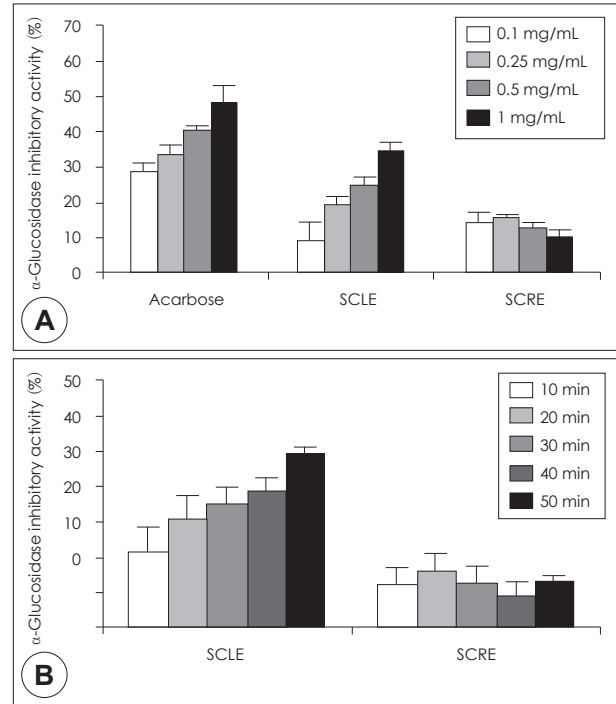 α-Glucosidase inhibitory activity (%)
70
60
50
40
30
20
10
0
0.1 mg/mL
0.25 mg/mL
0.5 mg/mL
1 mg/mL
Acarbose SCLE SCRE
A
α-Glucosidase inhibitory activity (%)
50
40
30
20
10
0
10 min
20 min
30 min
40 min
50 min
SCLE SCRE
B